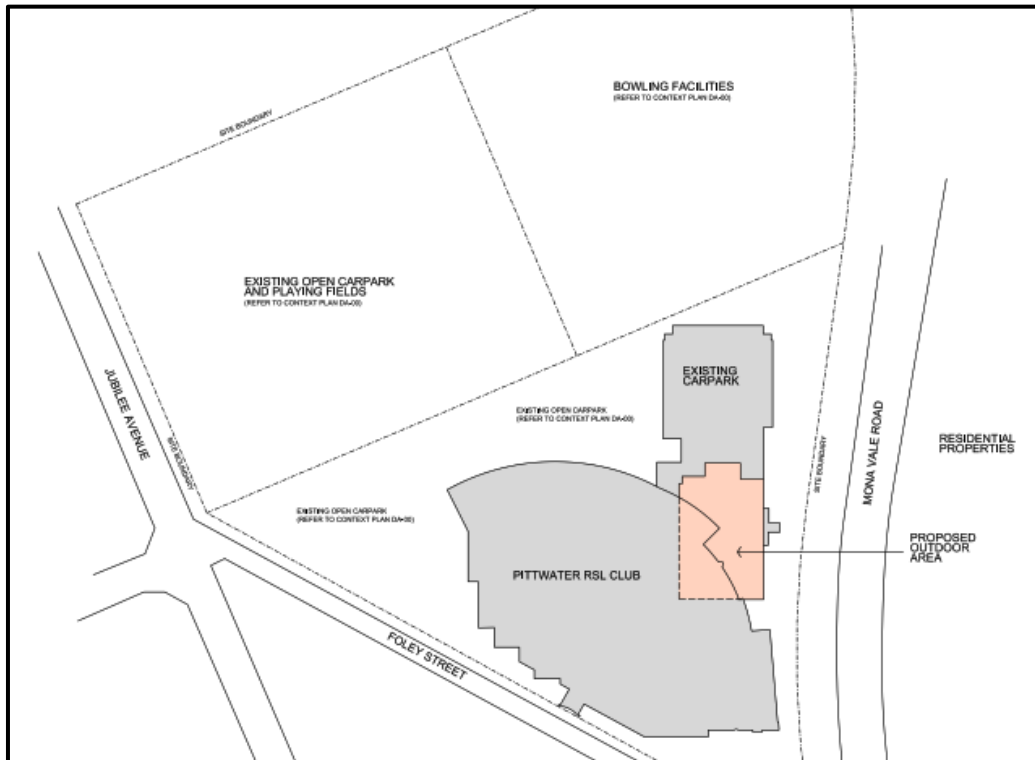 BOWLING FACILITIES
(REFER TO CONTEXT PLAN DA-00)
SITE BOUNDARY
EXISTING OPEN CARPARK
AND PLAYING FIELDS
(REFER TO CONTEXT PLAN DA-00)
JUBILEE AVENUE
SITE BOUNDARY
EXISTING
CARPARK
EXISTING OPEN CARPARK
(REFER TO CONTEXT PLAN DA-00)
MONA VALE ROAD
RESIDENTIAL
PROPERTIES
SITE BOUNDARY
EXISTING OPEN CARPARK
(REFER TO CONTEXT PLAN DA-00)
PROPOSED
OUTDOOR
AREA
PITTWATER RSL CLUB
FOLEY STREET